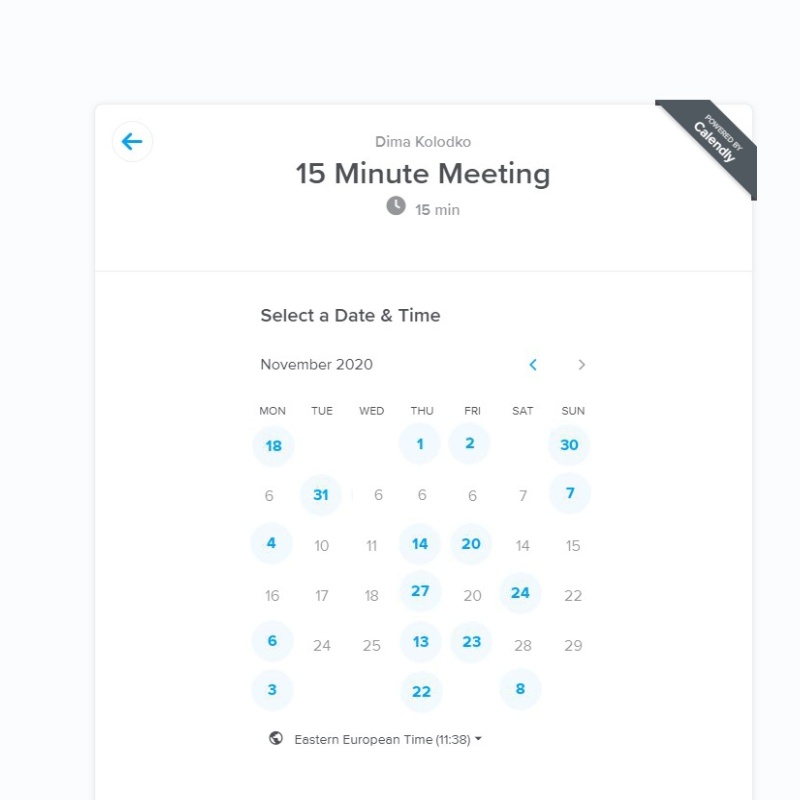 POWERED BY
Calendly
Dima Kolodko
15 Minute Meeting
15 min
Select a Date & Time
November 2020
MON TUE WED THU FRI SAT SUN
18 1 2 30
6 31 6 6 6 7 7
4 10 11 14 20 14 15
16 17 18 27 20 24 22
6 24 25 13 23 28 29
3 22 8
Eastern European Time (11:38)